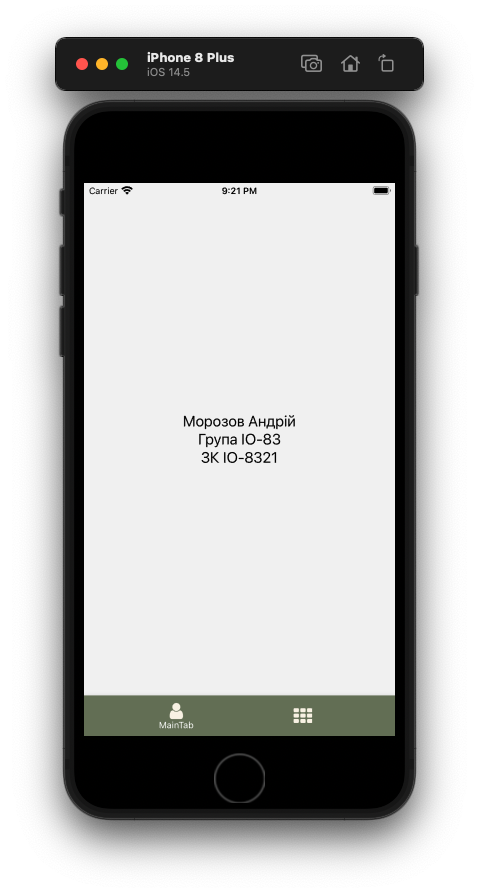 iPhone 8 Plus
iOS 14.5
Carrier 9:21 PM
Морозов Андрій
Група ІО-83
ЗК ІО-8321
MainTab